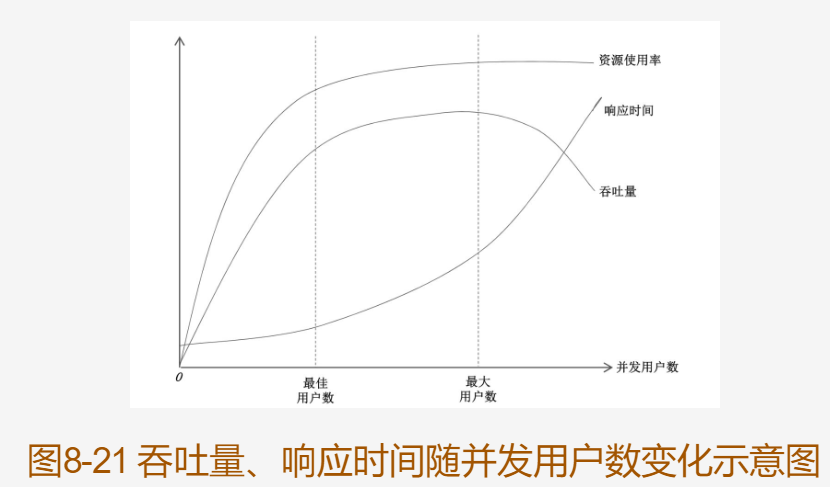 资源使用率
响应时间
吞吐量
并发用户数
0
最佳
用户数
最大
用户数
图8-21 吞吐量、响应时间随并发用户数变化示意图